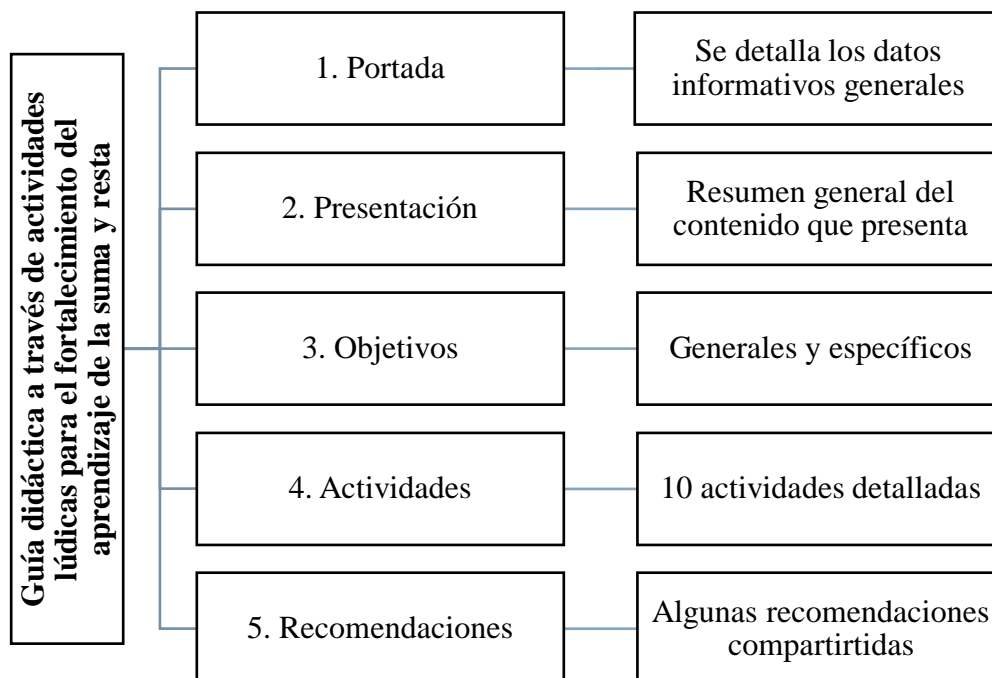 Guía didáctica a través de actividades
lúdicas para el fortalecimiento del
aprendizaje de la suma y resta
1. Portada
Se detalla los datos
informativos generales
2. Presentación
Resumen general del
contenido que presenta
3. Objetivos
Generales y específicos
4. Actividades
10 actividades detalladas
5. Recomendaciones
Algunas recomendaciones
compartirtidas